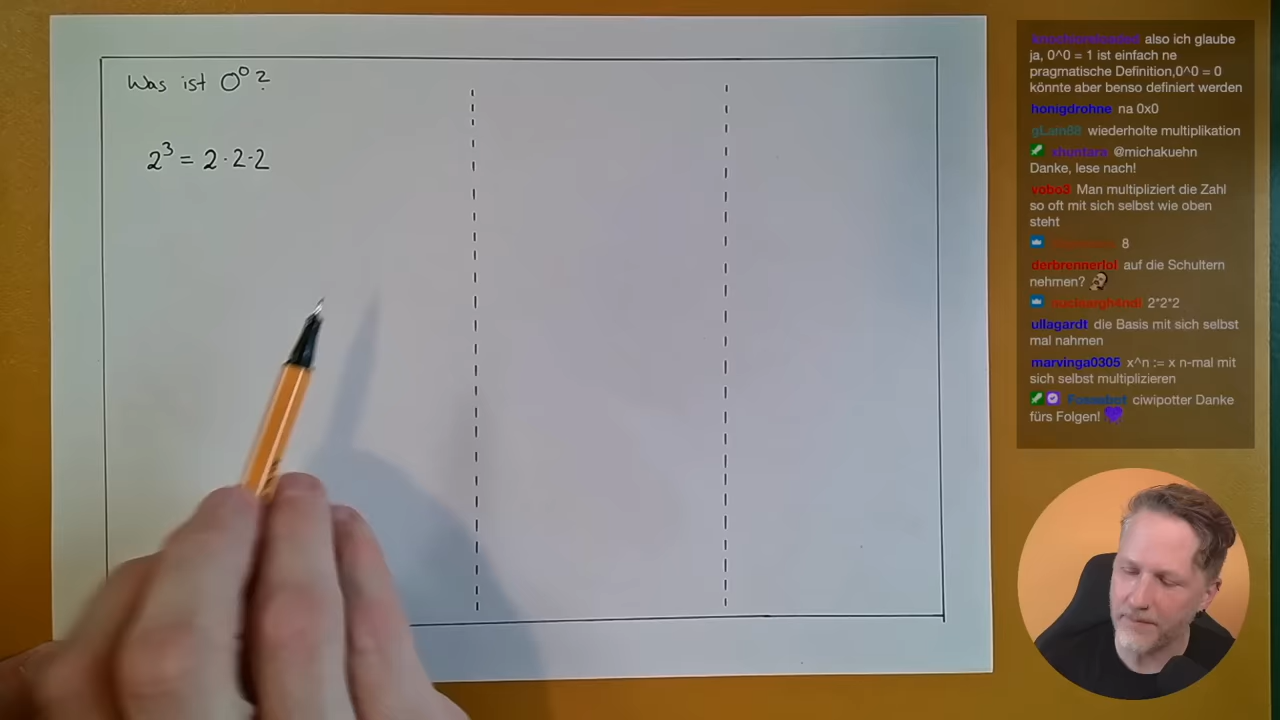 Was ist 0⁰?
2³ = 2·2·2
also ich glaube
ja, 0^0 = 1 ist einfach ne
pragmatische Definition,0^0 = 0
könnte aber benso definiert werden
honigdrohne na 0x0
gLam88 wiederholte multiplikation
xhuntara @michakuehn
Danke, lese nach!
vobo3 Man multipliziert die Zahl
so oft mit sich selbst wie oben
steht
8
derbrennerlol auf die Schultern
nehmen?
2*2*2
ullagardt die Basis mit sich selbst
mal nahmen
marvinga0305 x^n := x n-mal mit
sich selbst multiplizieren
ciwipotter Danke
fürs Folgen!